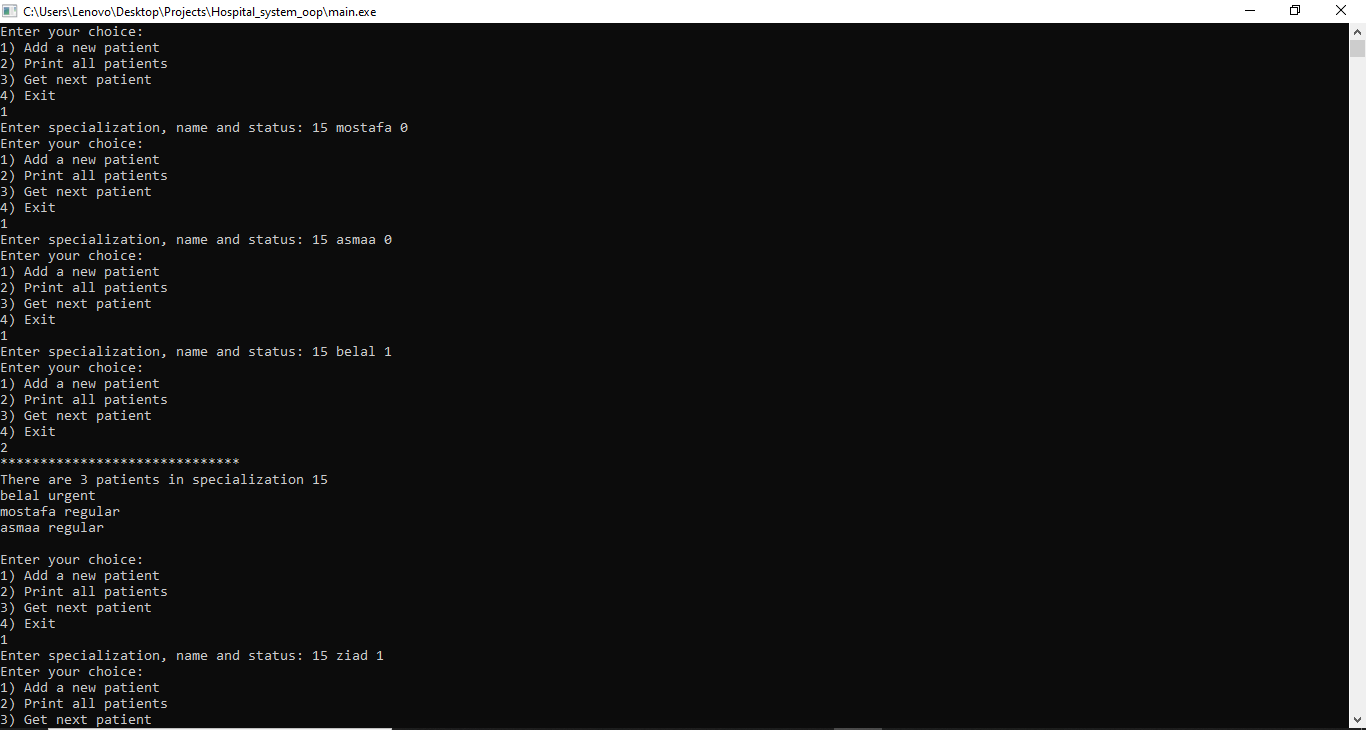 C:\Users\Lenovo\Desktop\Projects\Hospital_system_oop\main.exe
Enter your choice:
1) Add a new patient
2) Print all patients
3) Get next patient
4) Exit
1
Enter specialization, name and status: 15 mostafa 0
Enter your choice:
1) Add a new patient
2) Print all patients
3) Get next patient
4) Exit
1
Enter specialization, name and status: 15 asmaa 0
Enter your choice:
1) Add a new patient
2) Print all patients
3) Get next patient
4) Exit
1
Enter specialization, name and status: 15 belal 1
Enter your choice:
1) Add a new patient
2) Print all patients
3) Get next patient
4) Exit
2
******************************
There are 3 patients in specialization 15
belal urgent
mostafa regular
asmaa regular
Enter your choice:
1) Add a new patient
2) Print all patients
3) Get next patient
4) Exit
1
Enter specialization, name and status: 15 ziad 1
Enter your choice:
1) Add a new patient
2) Print all patients
3) Get next patient